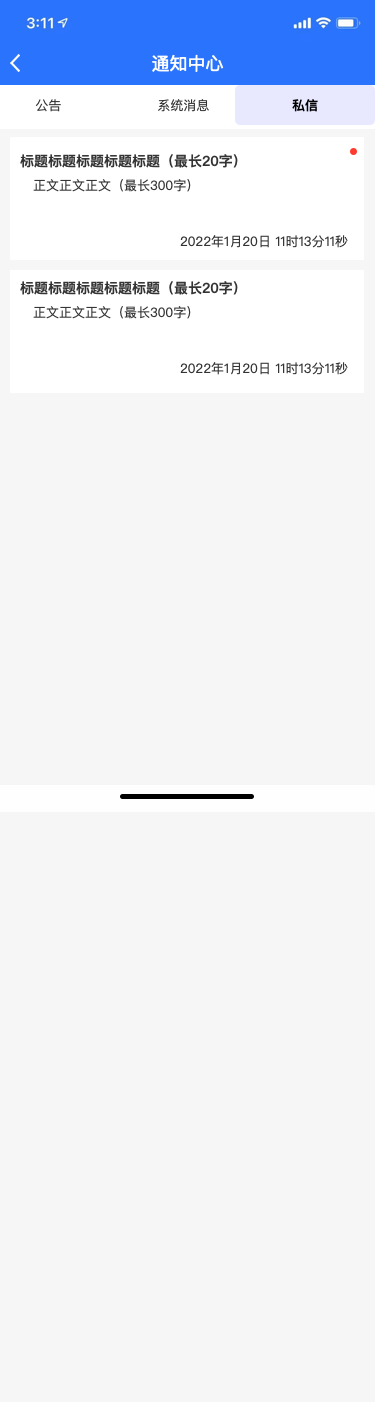 3:11
通知中心
公告 系统消息 私信
标题标题标题标题标题（最长20字）
正文正文正文（最长300字）
2022年1月20日 11时13分11秒
标题标题标题标题标题（最长20字）
正文正文正文（最长300字）
2022年1月20日 11时13分11秒